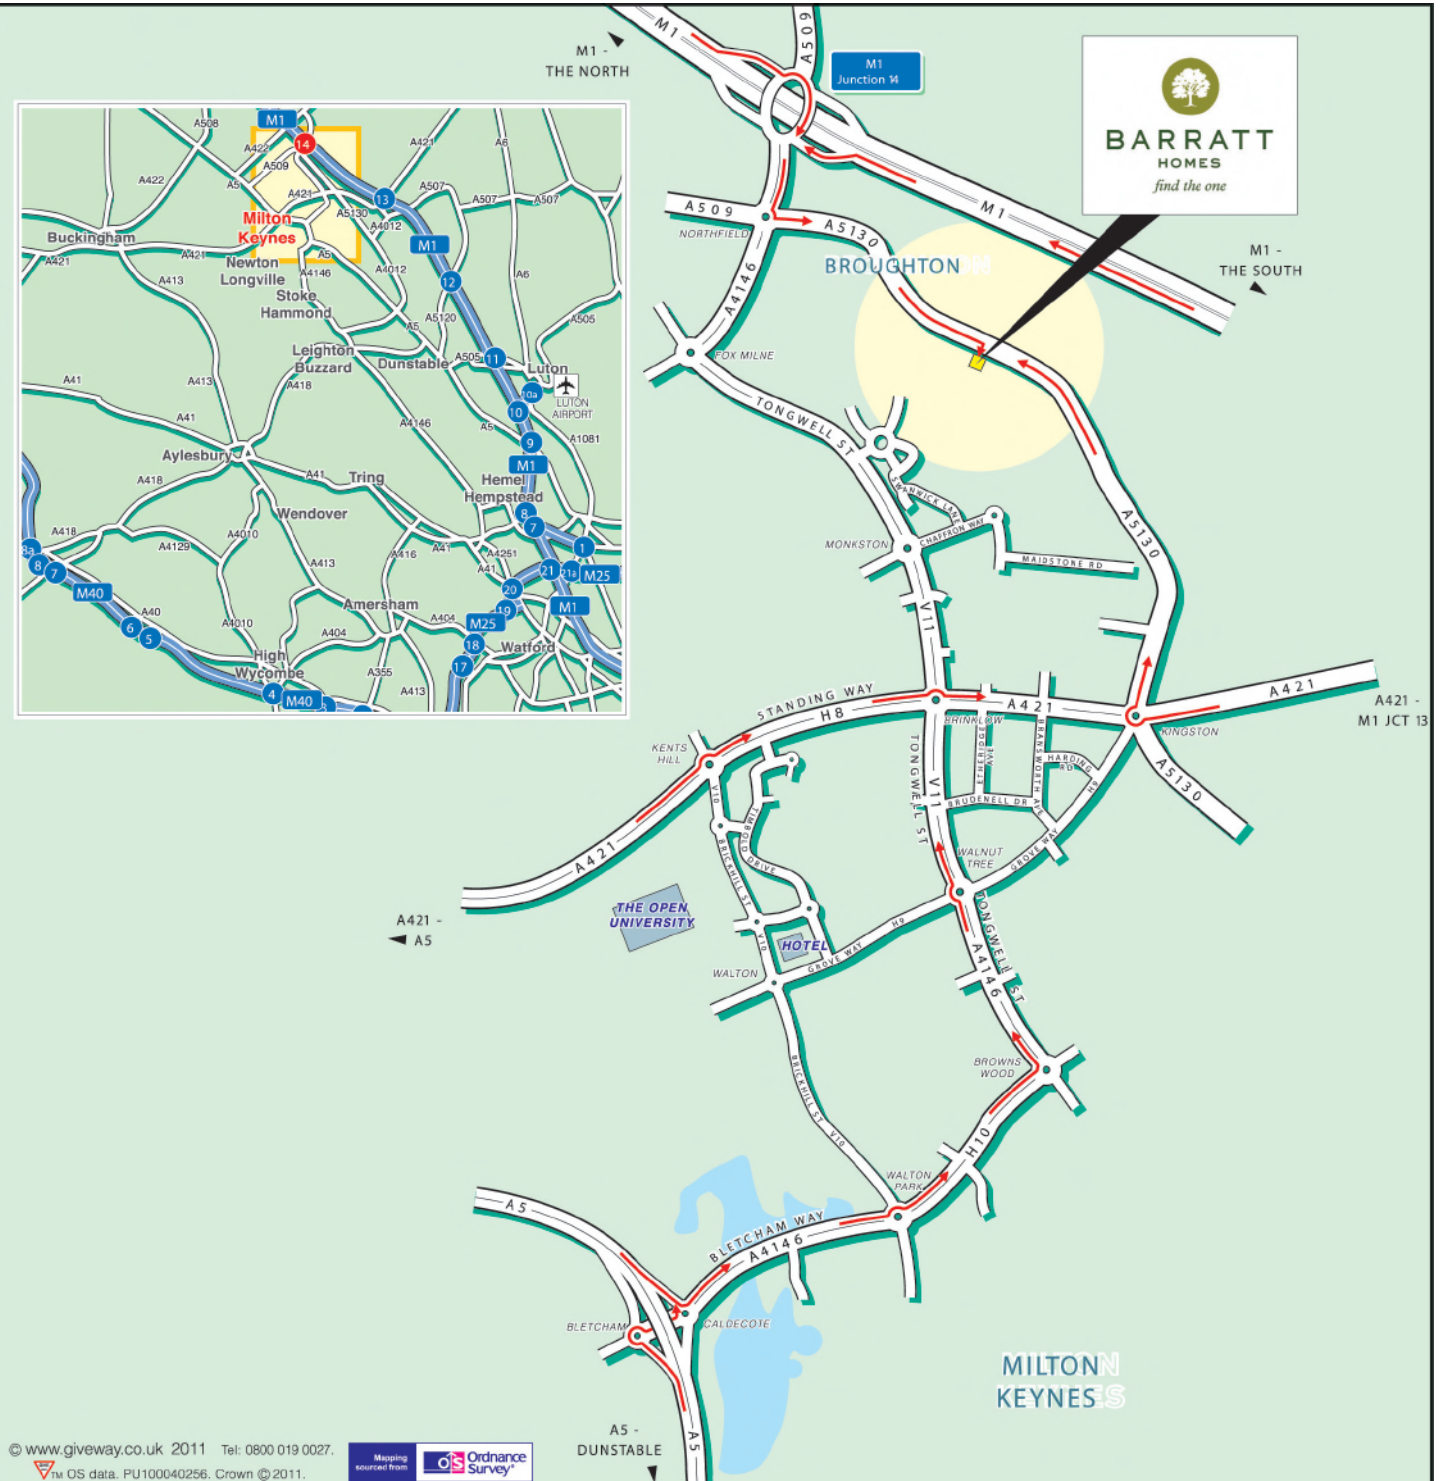 M1 -
THE NORTH
M1
A509
M1
Junction 14
BARRATT
HOMES
find the one
M1
M1 -
THE SOUTH
A509
NORTHFIELD
A5130
BROUGHTON
A4146
FOX MILNE
TONGWELL ST
SWANWICK LANE
CHAFFRON WAY
MONKSTON
MAIDSTONE RD
A5130
V11
STANDING WAY
H8
A421
A421
A421 -
M1 JCT 13
KENTS
HILL
BRINKLOW
KINGSTON
ETHERIDGE
AVE
BRANSWORTH AVE
HARDING
RD
H9
A5130
V10
TONGWELL ST
V11
BRUDENELL DR
TIMBOLD DRIVE
GROVE WAY
A421
BRICKHILL ST
WALNUT
TREE
THE OPEN
UNIVERSITY
A421 -
A5
V10
HOTEL
GROVE WAY
H9
TONGWELL ST
A4146
WALTON
BROWNS
WOOD
BRICKHILL ST
V10
H10
WALTON
PARK
A5
BLETCHAM WAY
A4146
BLETCHAM
CALDECOTE
MILTON
KEYNES
A5 -
DUNSTABLE
A5
M1
14
A508
A422
A509
A421
A6
A422
A5
A421
13
A507
A507
A507
Milton
Keynes
A5130
A4012
Buckingham
A421
A421
M1
A5
Newton
Longville
A4146
A4012
A413
12
A6
Stoke
Hammond
A5
A5120
A505
Leighton
Buzzard
Dunstable
A505
11
Luton
A41
A413
A418
10a
LUTON
AIRPORT
10
A41
A4146
A5
A1081
9
Aylesbury
M1
A418
A41
Tring
Hemel
Hempstead
Wendover
8
7
A418
A4010
A4129
A416
A41
A4251
1
8a
8
7
A413
A41
21
21a
M25
20
M40
19
M1
A40
Amersham
6
5
A4010
A404
A404
M25
18
Watford
High
Wycombe
A355
17
4
M40
A413
© www.giveway.co.uk 2011 Tel: 0800 019 0027.
TM OS data. PU100040256. Crown © 2011.
Mapping
sourced from
OS Ordnance
Survey®